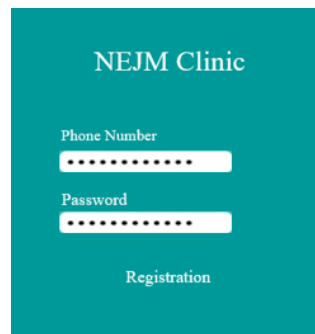 NEJM Clinic
Phone Number
••••••••••••
Password
••••••••••••
Registration